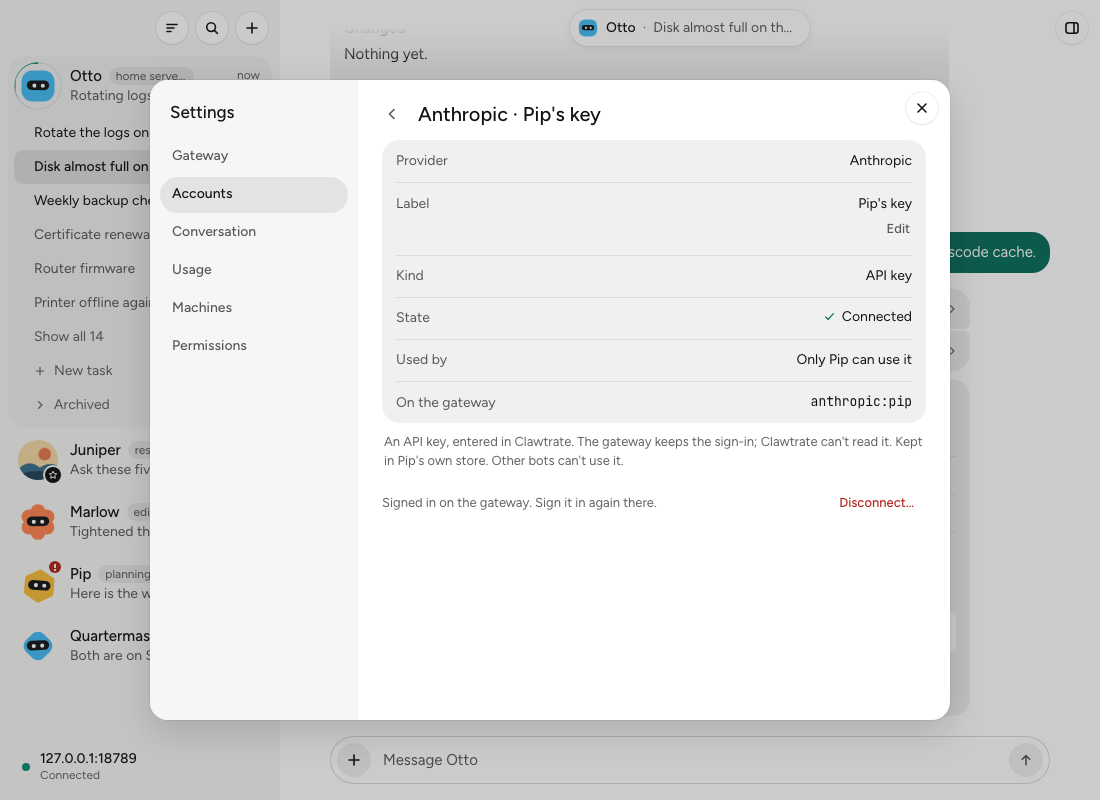 Otto · Disk almost full on th…
Changed
Nothing yet.
Otto home serve… now
Rotating logs
Rotate the logs on
Disk almost full on
Weekly backup che
Certificate renewa
Router firmware
Printer offline agai
Show all 14
New task
Archived
Juniper res
Ask these fiv
Marlow edi
Tightened th
Pip planning
Here is the w
Quartermas
Both are on S
127.0.0.1:18789
Connected
Settings
Gateway
Accounts
Conversation
Usage
Machines
Permissions
Anthropic · Pip's key
Provider Anthropic
Label Pip's key
Edit
Kind API key
State Connected
Used by Only Pip can use it
On the gateway anthropic:pip
An API key, entered in Clawtrate. The gateway keeps the sign-in; Clawtrate can't read it. Kept
in Pip's own store. Other bots can't use it.
Signed in on the gateway. Sign it in again there. Disconnect…
scode cache.
Message Otto